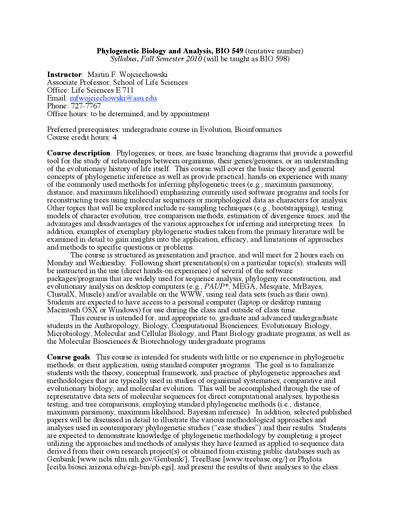 Phylogenetic Biology and Analysis, BIO 549 (tentative number)
Syllabus, Fall Semester 2010 (will be taught as BIO 598)
Instructor: Martin F. Wojciechowski
Associate Professor, School of Life Sciences
Office: Life Sciences E 711
Email: mfwojciechowski@asu.edu
Phone: 727-7767
Office hours: to be determined, and by appointment
Preferred prerequisites: undergraduate course in Evolution, Bioinformatics
Course credit hours: 4
Course description. Phylogenies, or trees, are basic branching diagrams that provide a powerful
tool for the study of relationships between organisms, their genes/genomes, or an understanding
of the evolutionary history of life itself. This course will cover the basic theory and general
concepts of phylogenetic inference as well as provide practical, hands-on experience with many
of the commonly used methods for inferring phylogenetic trees (e.g., maximum parsimony,
distance, and maximum likelihood) emphasizing currently used software programs and tools for
reconstructing trees using molecular sequences or morphological data as characters for analysis.
Other topics that will be explored include re-sampling techniques (e.g., bootstrapping), testing
models of character evolution, tree comparison methods, estimation of divergence times, and the
advantages and disadvantages of the various approaches for inferring and interpreting trees. In
addition, examples of exemplary phylogenetic studies taken from the primary literature will be
examined in detail to gain insights into the application, efficacy, and limitations of approaches
and methods to specific questions or problems.
The course is structured as presentation and practice, and will meet for 2 hours each on
Monday and Wednesday. Following short presentation(s) on a particular topic(s), students will
be instructed in the use (direct hands-on experience) of several of the software
packages/programs that are widely used for sequence analysis, phylogeny reconstruction, and
evolutionary analysis on desktop computers (e.g., PAUP*, MEGA, Mesquite, MrBayes,
ClustalX, Muscle) and/or available on the WWW, using real data sets (such as their own).
Students are expected to have access to a personal computer (laptop or desktop running
Macintosh OSX or Windows) for use during the class and outside of class time.
This course is intended for, and appropriate to, graduate and advanced undergraduate
students in the Anthropology, Biology, Computational Biosciences, Evolutionary Biology,
Microbiology, Molecular and Cellular Biology, and Plant Biology graduate programs, as well as
the Molecular Biosciences & Biotechnology undergraduate programs.
Course goals. This course is intended for students with little or no experience in phylogenetic
methods, or their application, using standard computer programs. The goal is to familiarize
students with the theory, conceptual framework, and practice of phylogenetic approaches and
methodologies that are typically used in studies of organismal systematics, comparative and
evolutionary biology, and molecular evolution. This will be accomplished through the use of
representative data sets of molecular sequences for direct computational analyses, hypothesis
testing, and tree comparisons, employing standard phylogenetic methods (i.e., distance,
maximum parsimony, maximum likelihood, Bayesian inference). In addition, selected published
papers will be discussed in detail to illustrate the various methodological approaches and
analyses used in contemporary phylogenetic studies ("case studies") and their results. Students
are expected to demonstrate knowledge of phylogenetic methodology by completing a project
utilizing the approaches and methods of analysis they have learned as applied to sequence data
derived from their own research project(s) or obtained from existing public databases such as
Genbank [www.ncbi.nlm.nih.gov/Genbank/], TreeBase [www.treebase.org/] or Phylota
[ceiba.biosci.arizona.edu/cgi-bin/pb.cgi], and present the results of their analyses to the class.